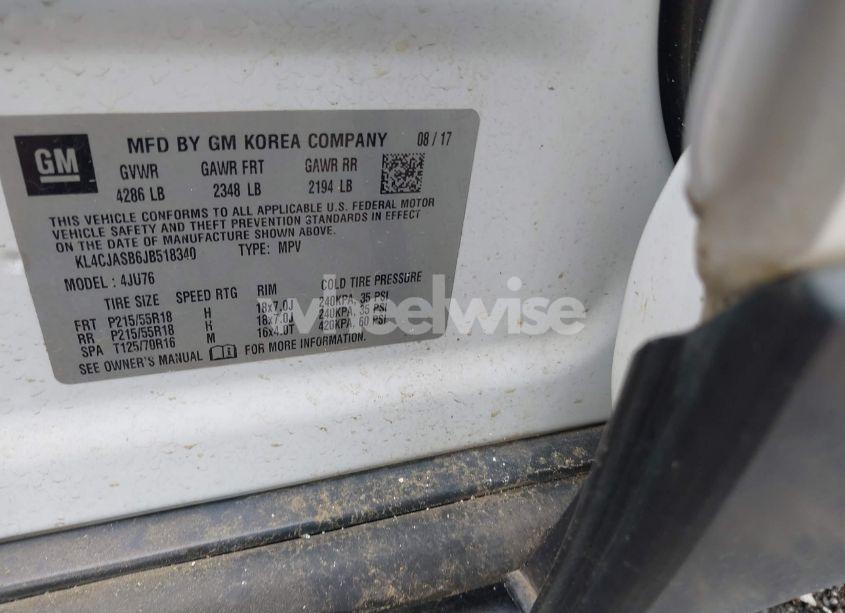 GM
MFD BY GM KOREA COMPANY 08 / 17
GVWR GAWR FRT GAWR RR
4286 LB 2348 LB 2194 LB
THIS VEHICLE CONFORMS TO ALL APPLICABLE U.S. FEDERAL MOTOR
VEHICLE SAFETY AND THEFT PREVENTION STANDARDS IN EFFECT
ON THE DATE OF MANUFACTURE SHOWN ABOVE.
KL4CJASB6JB518340 TYPE: MPV
MODEL : 4JU76
TIRE SIZE SPEED RTG RIM COLD TIRE PRESSURE
FRT P215/55R18 H 18x7.0J 240KPA, 35 PSI
RR P215/55R18 H 18x7.0J 240KPA, 35 PSI
SPA T125/70R16 M 16x4.0T 420KPA, 60 PSI
SEE OWNER'S MANUAL FOR MORE INFORMATION.
wheelwise